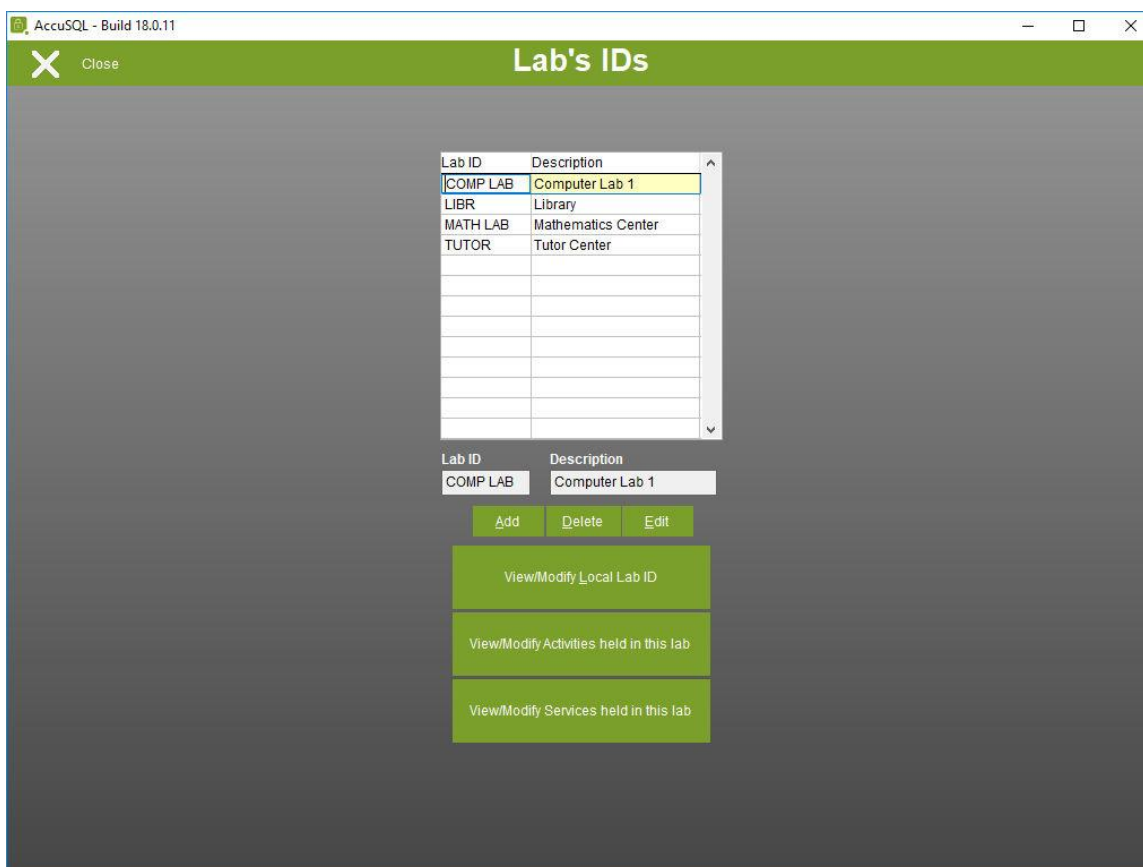 AccuSQL - Build 18.0.11
Close
Lab's IDs
Lab ID Description
COMP LAB Computer Lab 1
LIBR Library
MATH LAB Mathematics Center
TUTOR Tutor Center
Lab ID Description
COMP LAB Computer Lab 1
Add Delete Edit
View/Modify Local Lab ID
View/Modify Activities held in this lab
View/Modify Services held in this lab